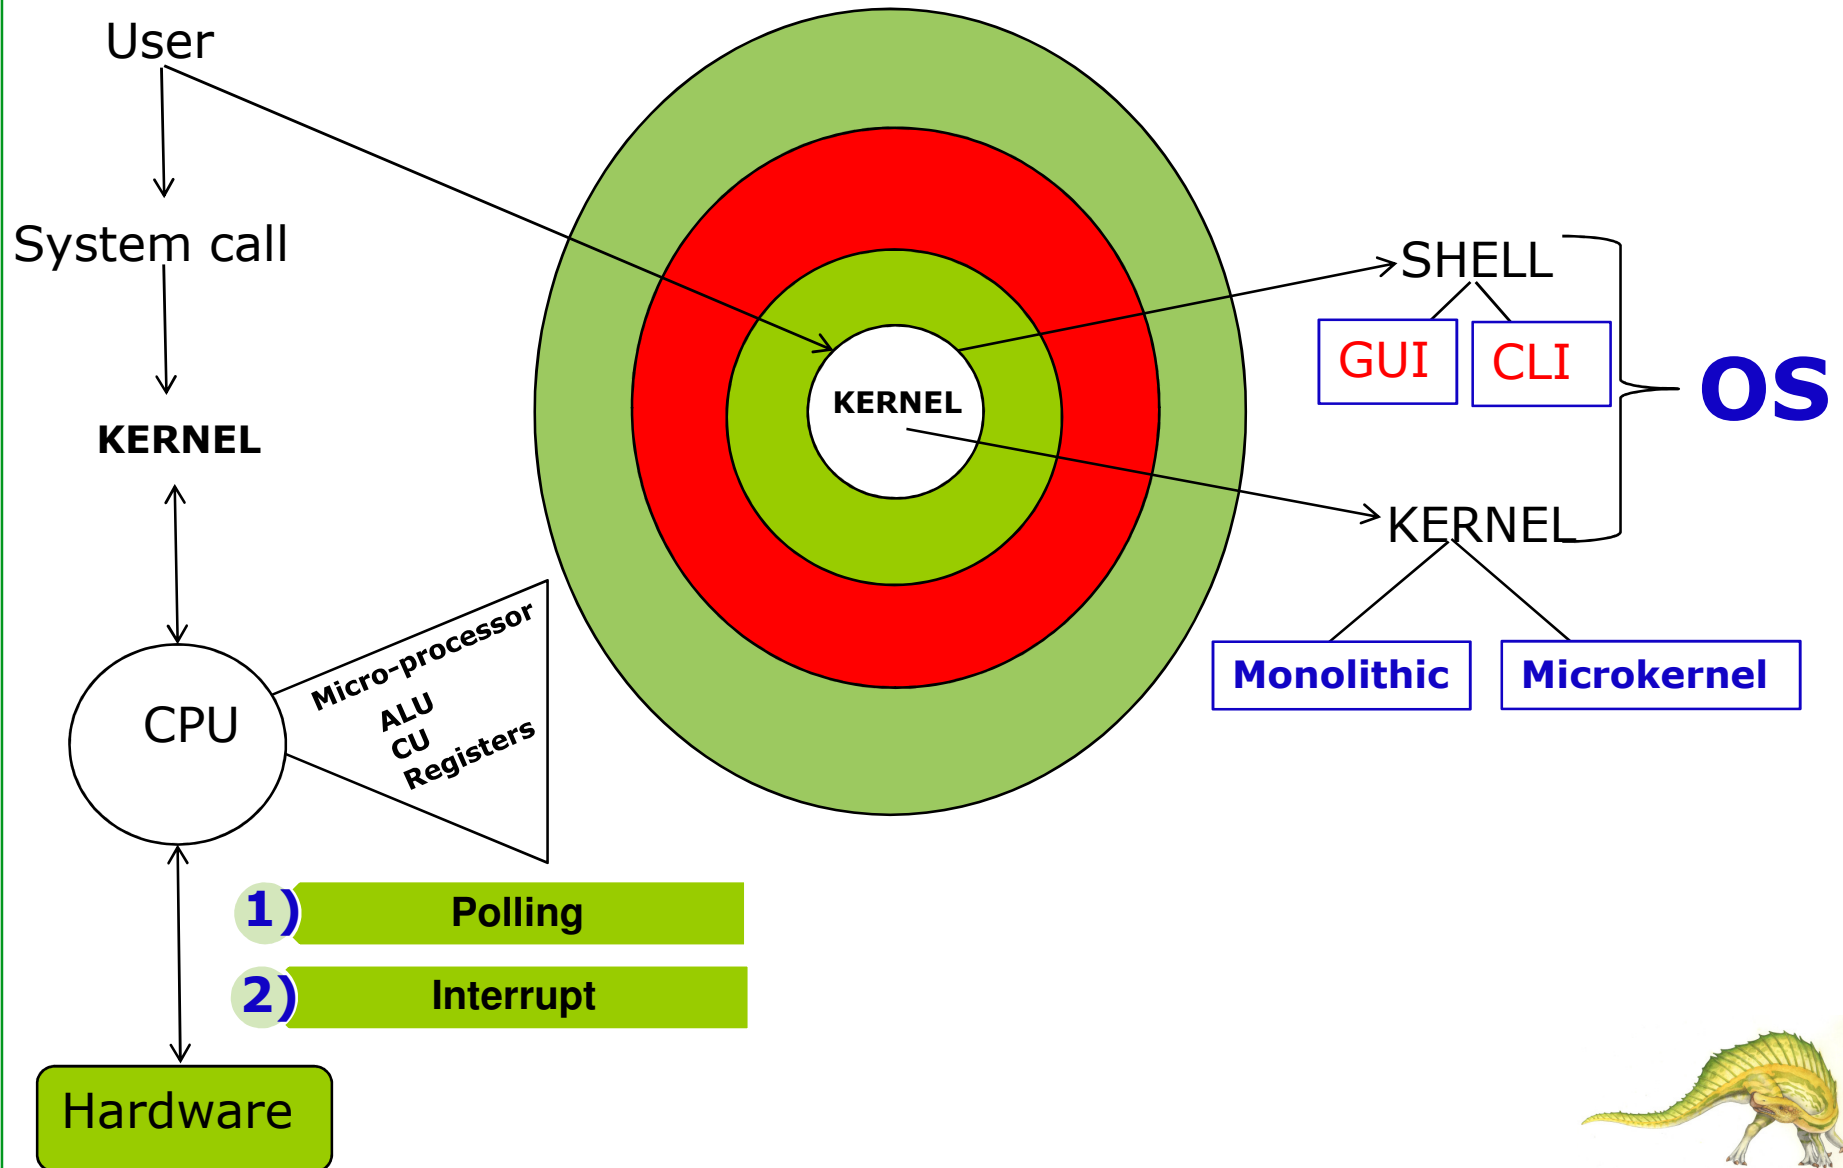 User
System call
KERNEL
CPU
Micro-processor
ALU
CU
Registers
1) Polling
2) Interrupt
Hardware
KERNEL
SHELL
GUI CLI
OS
KERNEL
Monolithic Microkernel